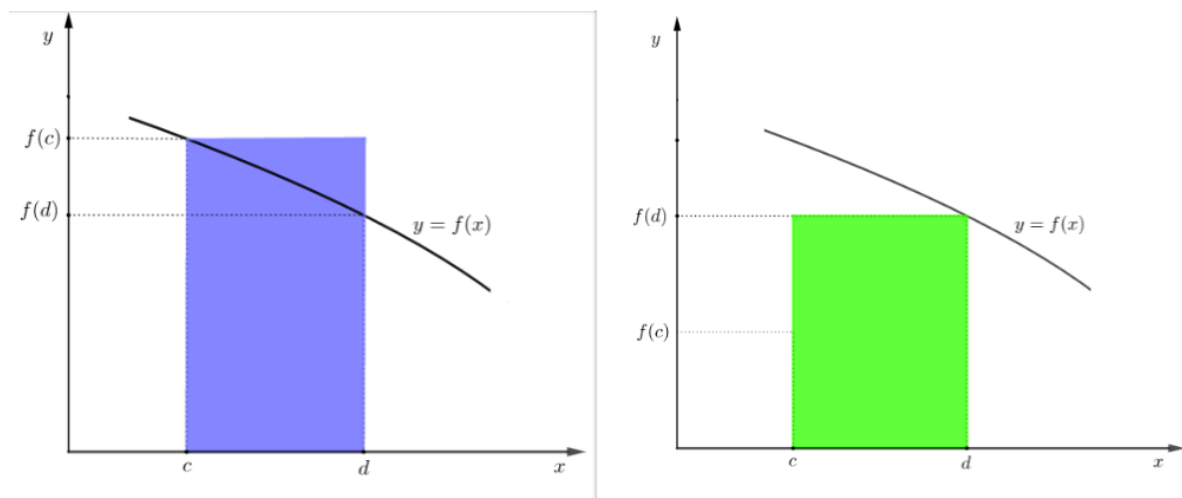 y
f(c)
f(d)
y = f(x)
c
d
x
y
f(d)
y = f(x)
f(c)
c
d
x